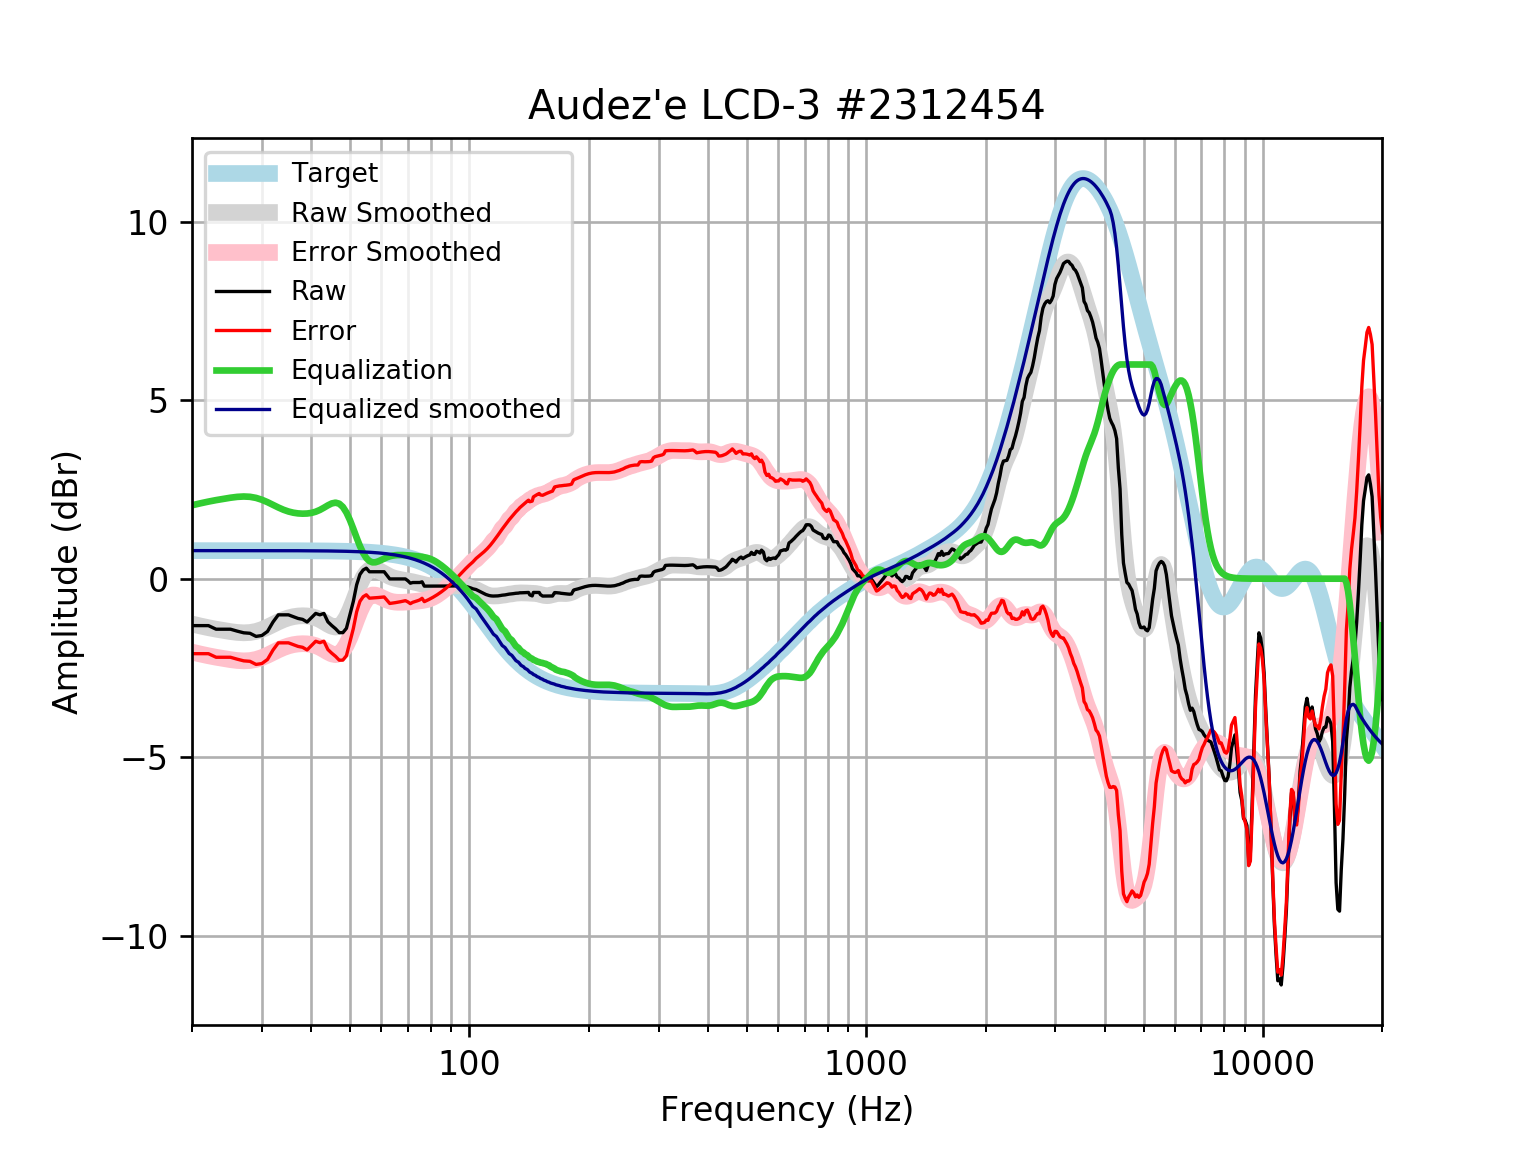 Audez'e LCD-3 #2312454
Target
Raw Smoothed
Error Smoothed
Raw
Error
Equalization
Equalized smoothed
10
5
0
−5
−10
Amplitude (dBr)
100
1000
10000
Frequency (Hz)